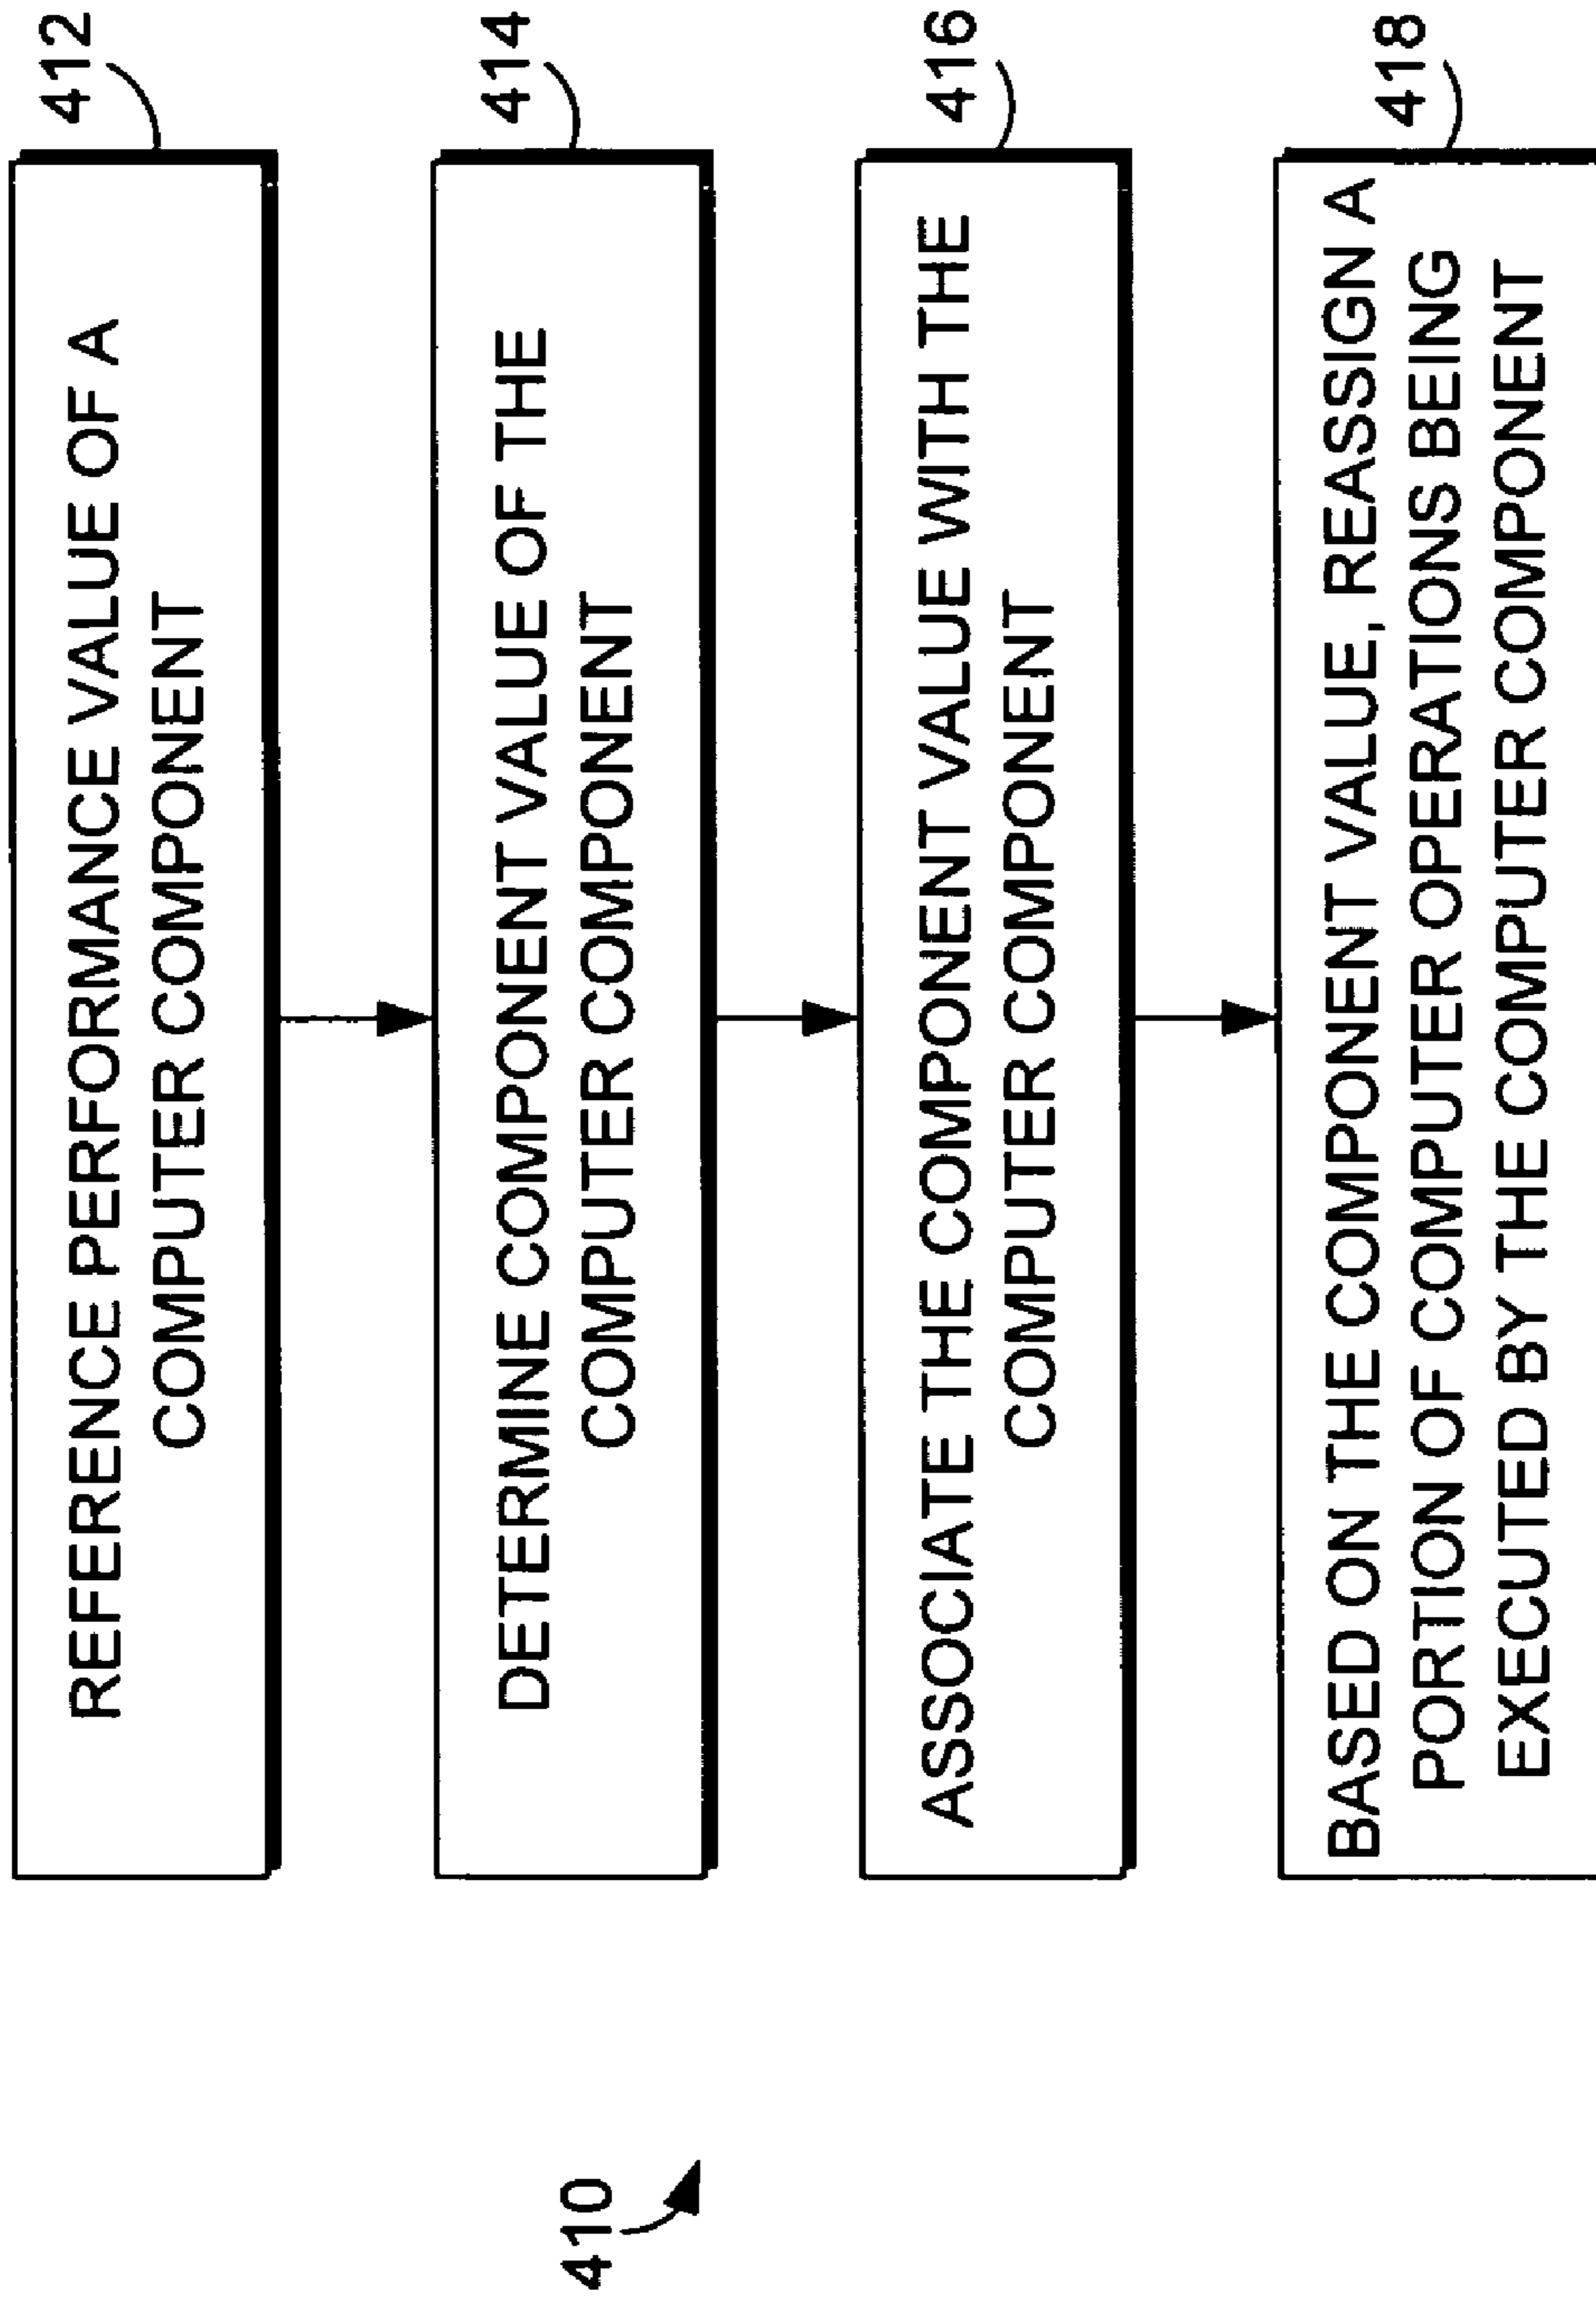 410
412
REFERENCE PERFORMANCE VALUE OF A
COMPUTER COMPONENT
414
DETERMINE COMPONENT VALUE OF THE
COMPUTER COMPONENT
416
ASSOCIATE THE COMPONENT VALUE WITH THE
COMPUTER COMPONENT
418
BASED ON THE COMPONENT VALUE, REASSIGN A
PORTION OF COMPUTER OPERATIONS BEING
EXECUTED BY THE COMPUTER COMPONENT